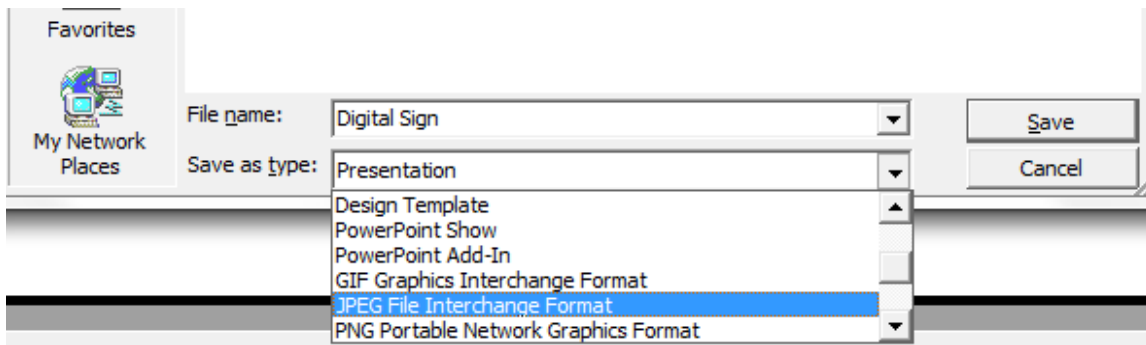 Favorites
My Network
Places
File name:
Digital Sign
Save
Save as type:
Presentation
Cancel
Design Template
PowerPoint Show
PowerPoint Add-In
GIF Graphics Interchange Format
JPEG File Interchange Format
PNG Portable Network Graphics Format